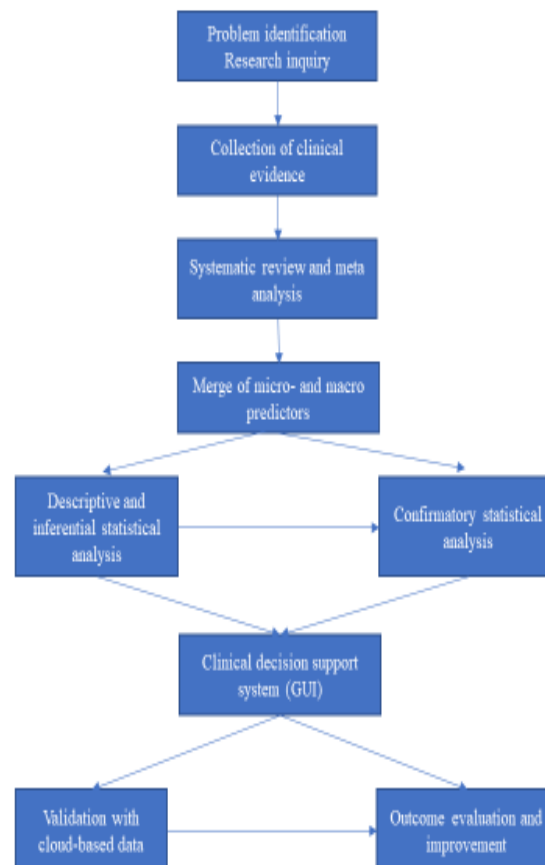 Problem identification
Research inquiry
Collection of clinical
evidence
Systematic review and meta
analysis
Merge of micro- and macro
predictors
Descriptive and
inferential statistical
analysis
Confirmatory statistical
analysis
Clinical decision support
system (GUI)
Validation with
cloud-based data
Outcome evaluation and
improvement